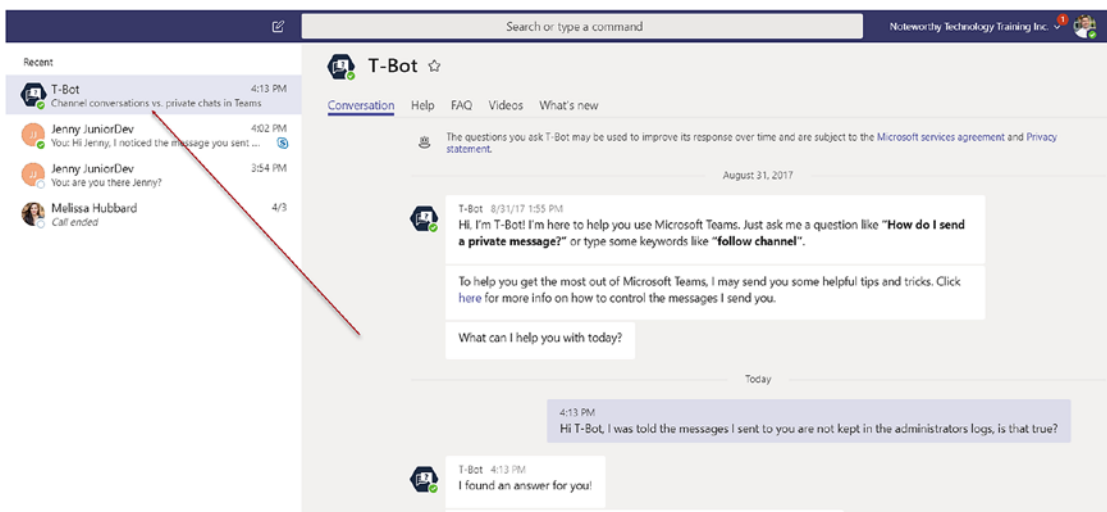 Search or type a command
Noteworthy Technology Training Inc.
1
Recent
T-Bot 4:13 PM
Channel conversations vs. private chats in Teams
JJ
Jenny JuniorDev 4:02 PM
You: Hi Jenny, I noticed the message you sent ...
S
JJ
Jenny JuniorDev 3:54 PM
You: are you there Jenny?
Melissa Hubbard 4/3
Call ended
T-Bot
Conversation Help FAQ Videos What's new
The questions you ask T-Bot may be used to improve its response over time and are subject to the Microsoft services agreement and Privacy
statement.
August 31, 2017
T-Bot 8/31/17 1:55 PM
Hi, I'm T-Bot! I'm here to help you use Microsoft Teams. Just ask me a question like "How do I send
a private message?" or type some keywords like "follow channel".
To help you get the most out of Microsoft Teams, I may send you some helpful tips and tricks. Click
here for more info on how to control the messages I send you.
What can I help you with today?
Today
4:13 PM
Hi T-Bot, I was told the messages I sent to you are not kept in the administrators logs, is that true?
T-Bot 4:13 PM
I found an answer for you!